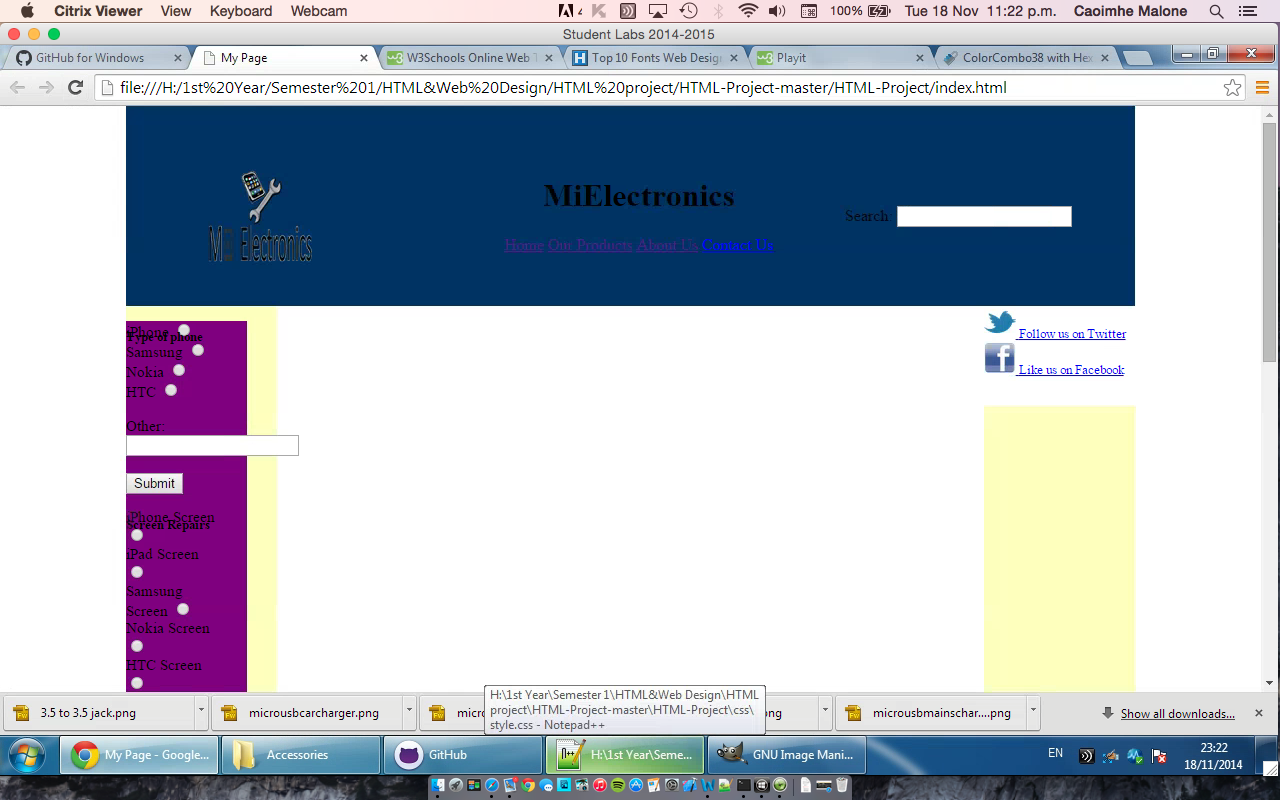 Citrix Viewer View Keyboard Webcam 4 100% Tue 18 Nov 11:22 p.m. Caoimhe Malone
Student Labs 2014-2015
GitHub for Windows My Page W3Schools Online Web T Top 10 Fonts Web Desig Playit ColorCombo38 with Hex
file:///H:/1st%20Year/Semester%201/HTML&Web%20Design/HTML%20project/HTML-Project-master/HTML-Project/index.html
MiElectronics
Search:
Mi Electronics
Home Our Products About Us Contact Us
Follow us on Twitter
Like us on Facebook
iPhone
Type of phone
Samsung
Nokia
HTC
Other:
Submit
iPhone Screen
Screen Repairs
iPad Screen
Samsung
Screen
Nokia Screen
HTC Screen
H:\1st Year\Semester 1\HTML&Web Design\HTML
project\HTML-Project-master\HTML-Project\css\
style.css - Notepad++
3.5 to 3.5 jack.png microusbcarcharger.png micr ng microusbmainschar....png Show all downloads...
My Page - Google... Accessories GitHub H:\1st Year\Seme... GNU Image Mani... EN 23:22
18/11/2014